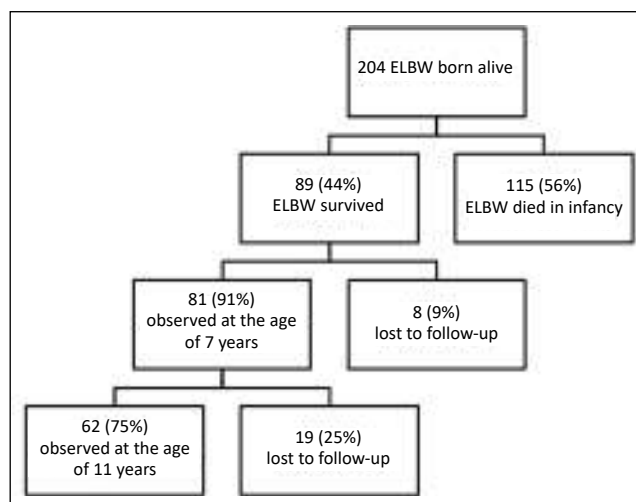 204 ELBW born alive
89 (44%)
ELBW survived
115 (56%)
ELBW died in infancy
81 (91%)
observed at the age
of 7 years
8 (9%)
lost to follow-up
62 (75%)
observed at the age
of 11 years
19 (25%)
lost to follow-up